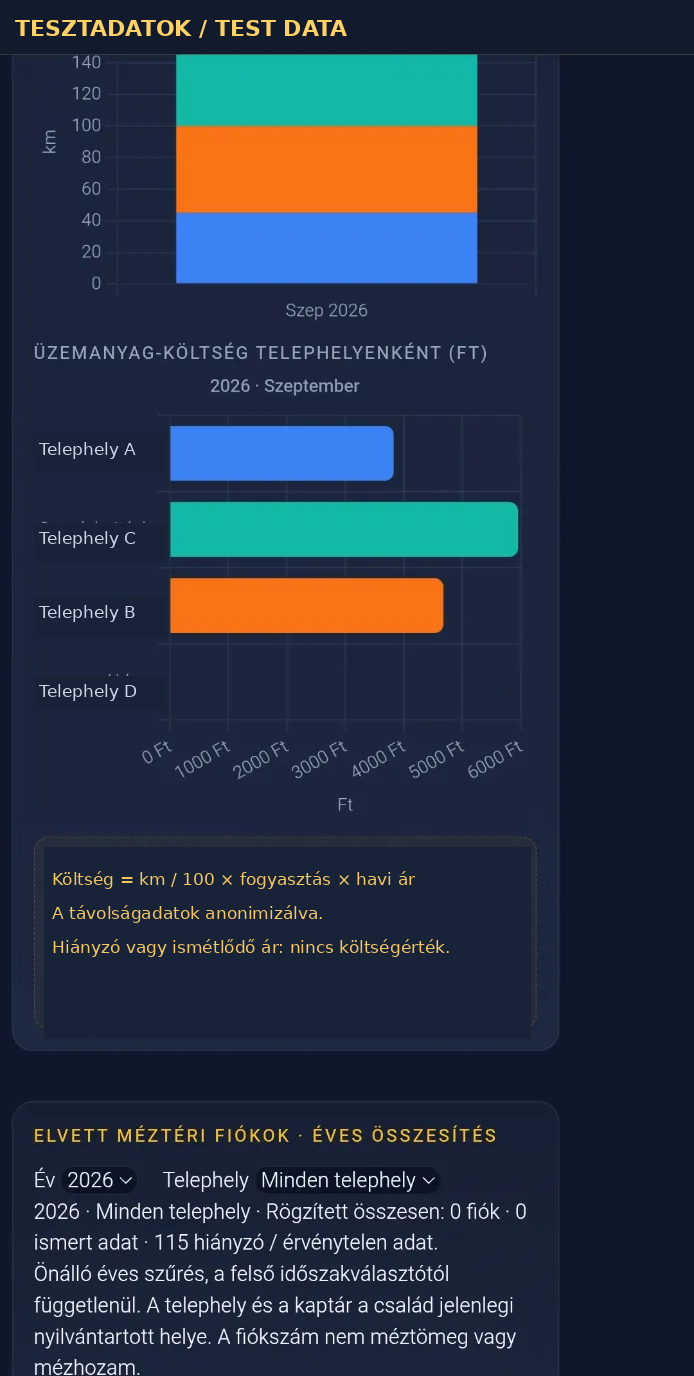 TESZTADATOK / TEST DATA
140
120
100
80
60
40
20
0
km
Szep 2026
ÜZEMANYAG-KÖLTSÉG TELEPHELYENKÉNT (FT)
2026 · Szeptember
Telephely A
Telephely C
Telephely B
Telephely D
0 Ft
1000 Ft
2000 Ft
3000 Ft
4000 Ft
5000 Ft
6000 Ft
Ft
Költség = km / 100 × fogyasztás × havi ár
A távolságadatok anonimizálva.
Hiányzó vagy ismétlődő ár: nincs költségérték.
ELVETT MÉZTÉRI FIÓKOK · ÉVES ÖSSZESÍTÉS
Év 2026 Telephely Minden telephely
2026 · Minden telephely · Rögzített összesen: 0 fiók · 0
ismert adat · 115 hiányzó / érvénytelen adat.
Önálló éves szűrés, a felső időszakválasztótól
függetlenül. A telephely és a kaptár a család jelenlegi
nyilvántartott helye. A fiókszám nem méztömeg vagy
mézhozam.